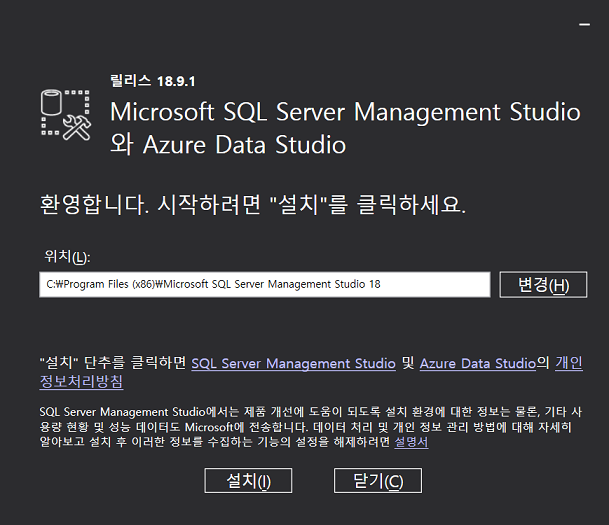 릴리스 18.9.1
Microsoft SQL Server Management Studio
와 Azure Data Studio
환영합니다. 시작하려면 "설치"를 클릭하세요.
위치(L):
C:₩Program Files (x86)₩Microsoft SQL Server Management Studio 18
변경(H)
"설치" 단추를 클릭하면 SQL Server Management Studio 및 Azure Data Studio의 개인
정보처리방침
SQL Server Management Studio에서는 제품 개선에 도움이 되도록 설치 환경에 대한 정보는 물론, 기타 사
용량 현황 및 성능 데이터도 Microsoft에 전송합니다. 데이터 처리 및 개인 정보 관리 방법에 대해 자세히
알아보고 설치 후 이러한 정보를 수집하는 기능의 설정을 해제하려면 설명서
설치(I)
닫기(C)